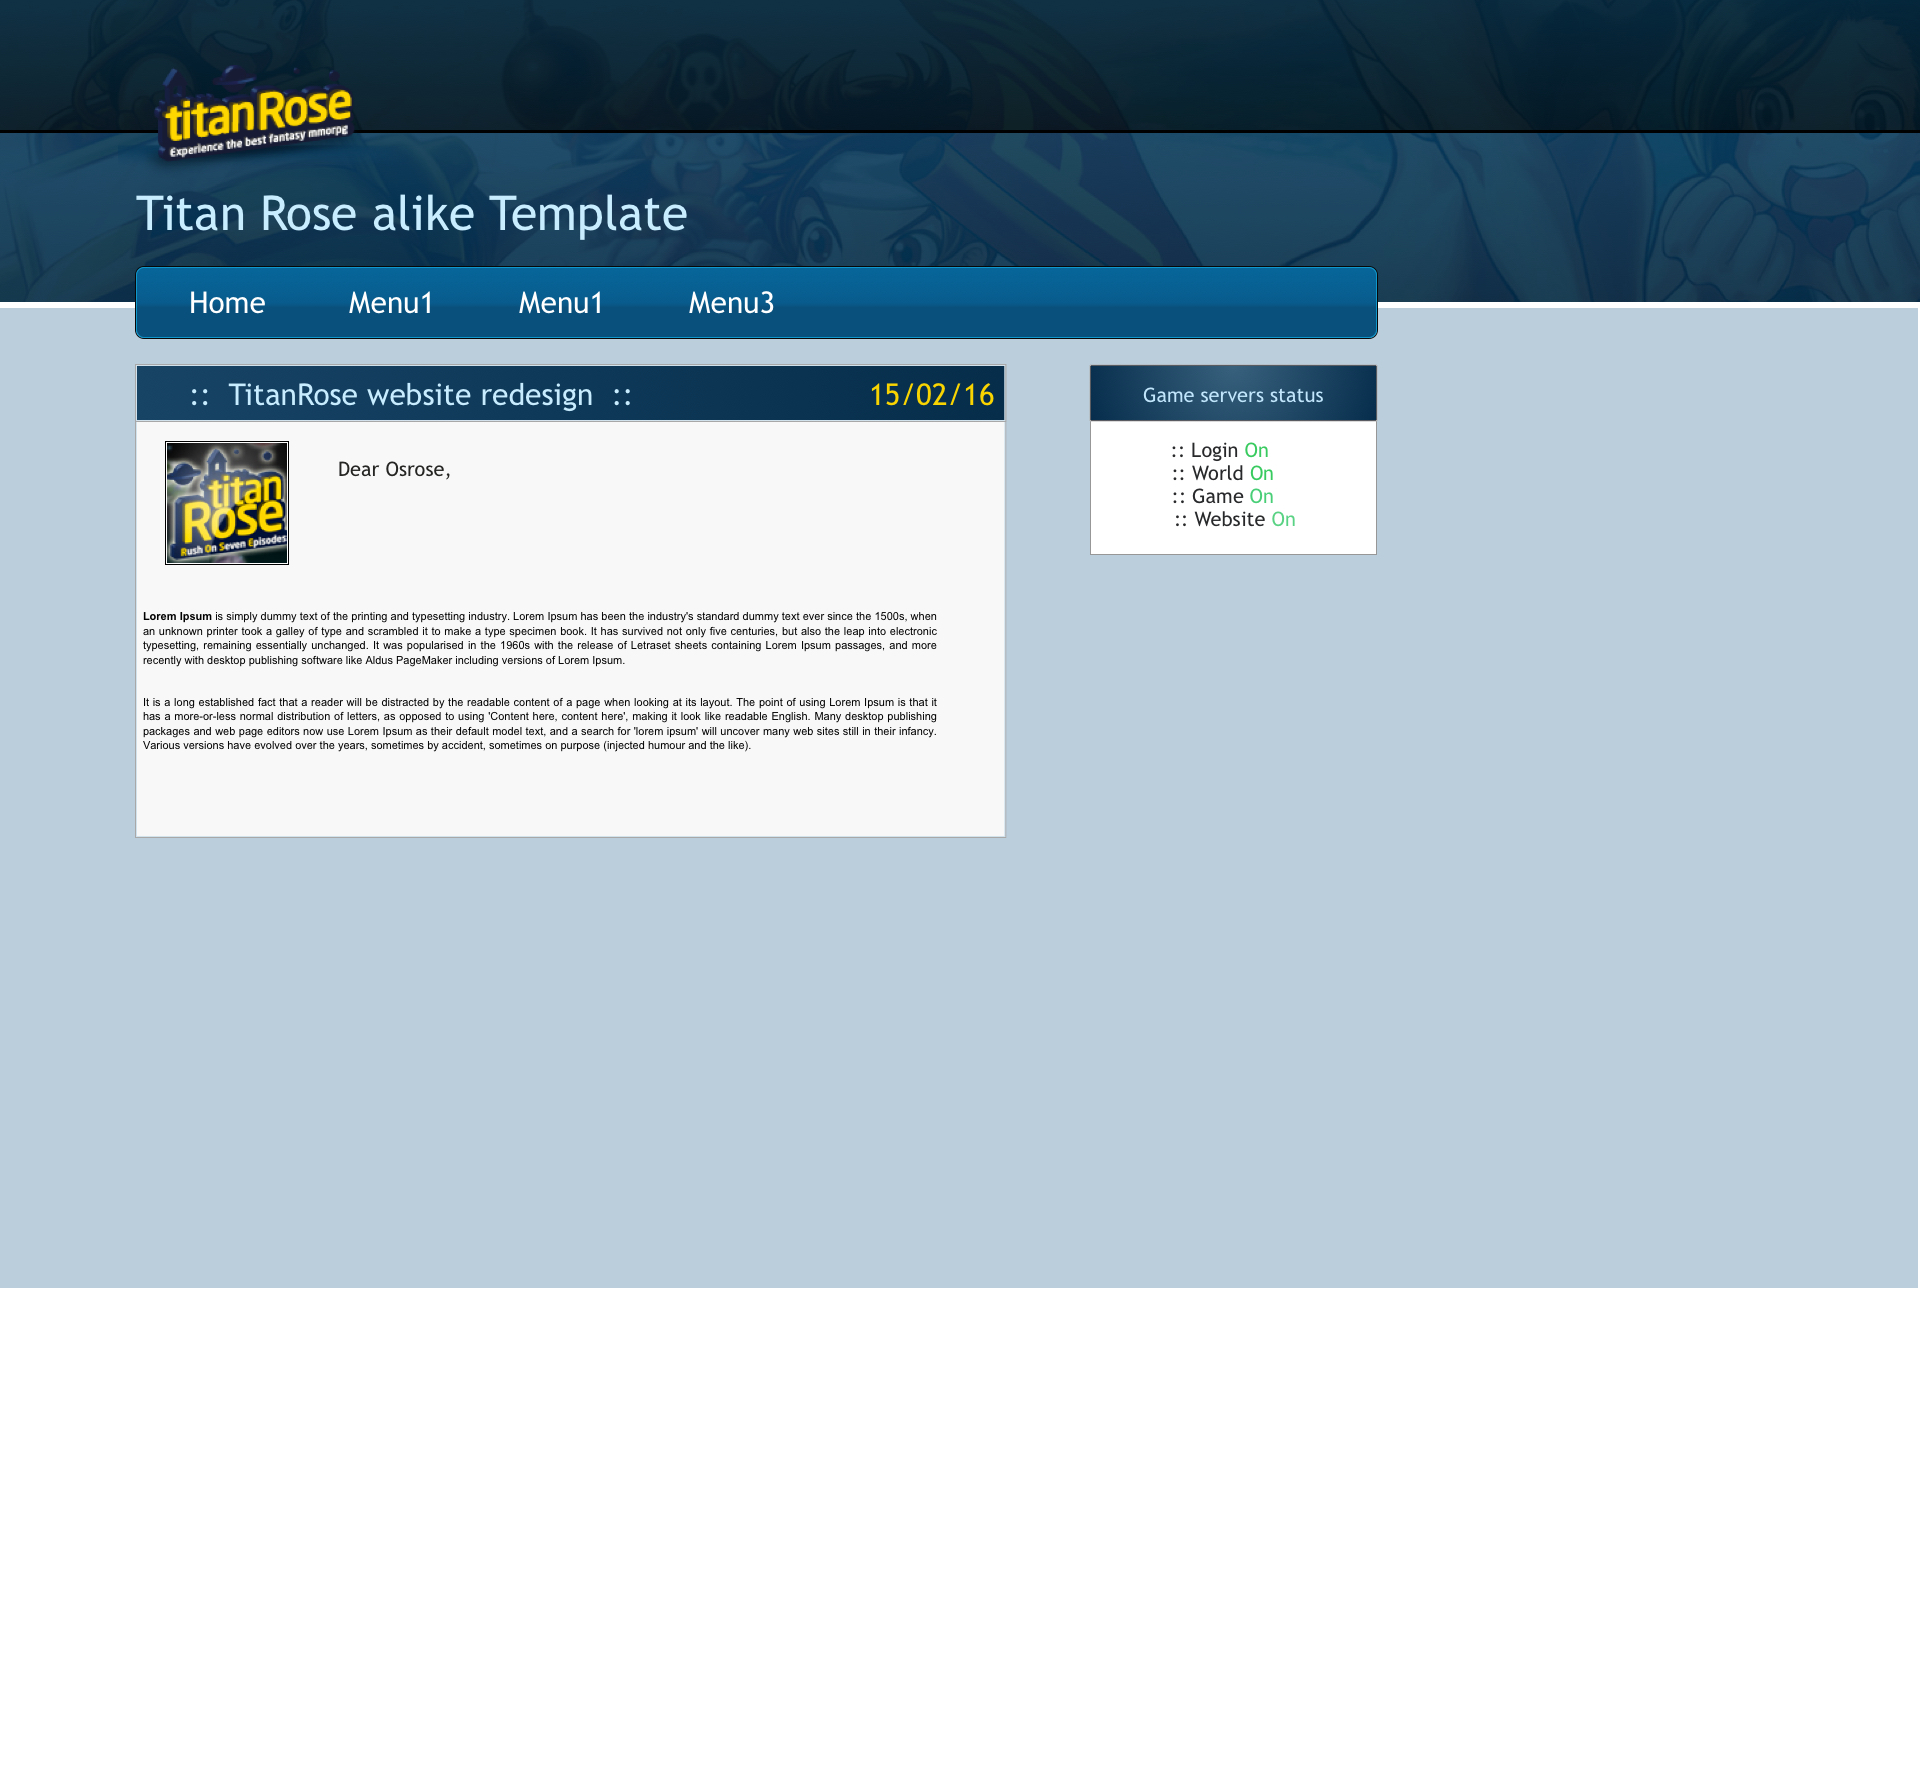 titanRose
Experience the best fantasy mmorpg
Titan Rose alike Template
Home Menu1 Menu1 Menu3
:: TitanRose website redesign :: 15/02/16
titan
Rose
Rush On Seven Episodes
Dear Osrose,
Lorem Ipsum is simply dummy text of the printing and typesetting industry. Lorem Ipsum has been the industry's standard dummy text ever since the 1500s, when
an unknown printer took a galley of type and scrambled it to make a type specimen book. It has survived not only five centuries, but also the leap into electronic
typesetting, remaining essentially unchanged. It was popularised in the 1960s with the release of Letraset sheets containing Lorem Ipsum passages, and more
recently with desktop publishing software like Aldus PageMaker including versions of Lorem Ipsum.
It is a long established fact that a reader will be distracted by the readable content of a page when looking at its layout. The point of using Lorem Ipsum is that it
has a more-or-less normal distribution of letters, as opposed to using 'Content here, content here', making it look like readable English. Many desktop publishing
packages and web page editors now use Lorem Ipsum as their default model text, and a search for 'lorem ipsum' will uncover many web sites still in their infancy.
Various versions have evolved over the years, sometimes by accident, sometimes on purpose (injected humour and the like).
Game servers status
:: Login On
:: World On
:: Game On
:: Website On